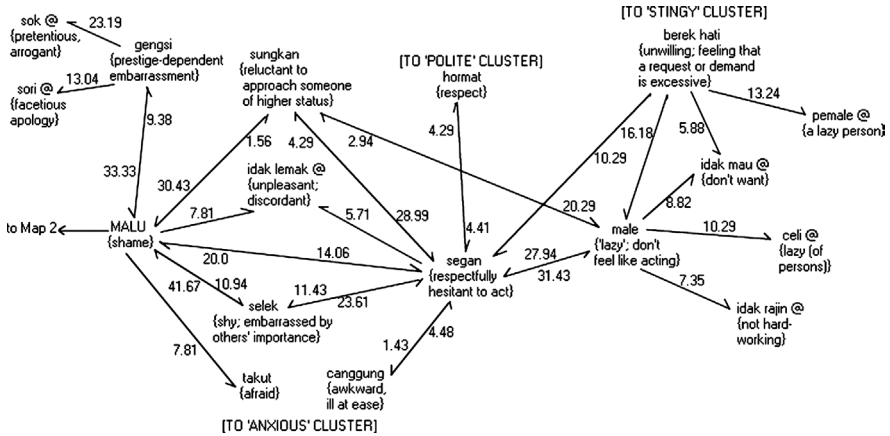 [TO 'STINGY' CLUSTER]
sok @
{pretentious,
arrogant}
23.19
gengsi
{prestige-dependent
embarrassment}
sori @
{facetious
apology}
13.04
9.38
33.33
sungkan
{reluctant to
approach someone
of higher status}
[TO 'POLITE' CLUSTER]
hormat
{respect}
berek hati
{unwilling; feeling that
a request or demand
is excessive}
13.24
pemale @
{a lazy person}
16.18
5.88
10.29
idak mau @
{don't want}
8.82
1.56
4.29
2.94
4.29
30.43
idak lemak @
{unpleasant;
discordant}
7.81
5.71
28.99
4.41
20.29
to Map 2
MALU
{shame}
male
{'lazy'; don't
feel like acting}
10.29
celi @
{lazy (of
persons)}
14.06
20.0
segan
{respectfully
hesitant to act}
27.94
31.43
7.35
idak rajin @
{not hard-
working}
41.67
10.94
11.43
23.61
selek
{shy; embarrassed by
others' importance}
7.81
4.48
1.43
takut
{afraid}
canggung
{awkward,
ill at ease}
[TO 'ANXIOUS' CLUSTER]